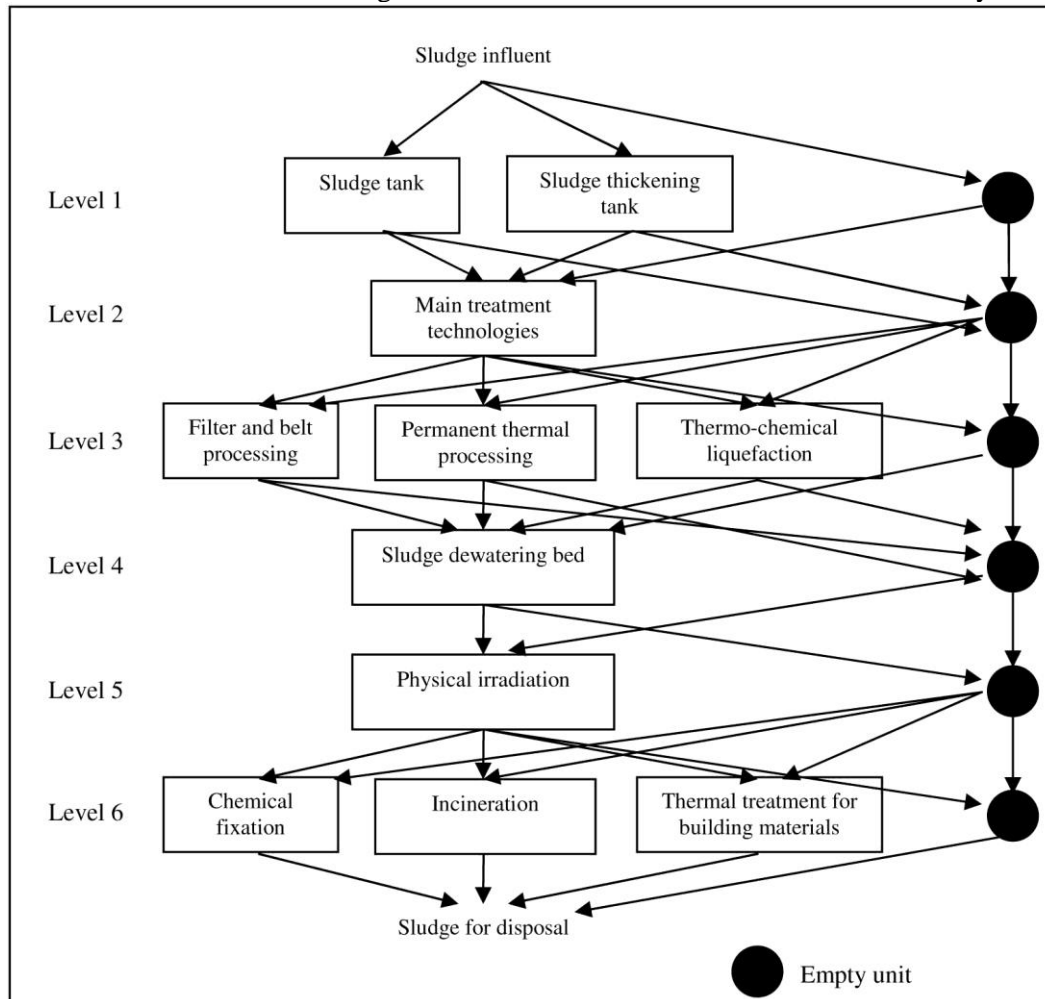 Sludge influent
Level 1
Sludge tank
Sludge thickening
tank
Level 2
Main treatment
technologies
Level 3
Filter and belt
processing
Permanent thermal
processing
Thermo-chemical
liquefaction
Level 4
Sludge dewatering bed
Level 5
Physical irradiation
Level 6
Chemical
fixation
Incineration
Thermal treatment for
building materials
Sludge for disposal
Empty unit